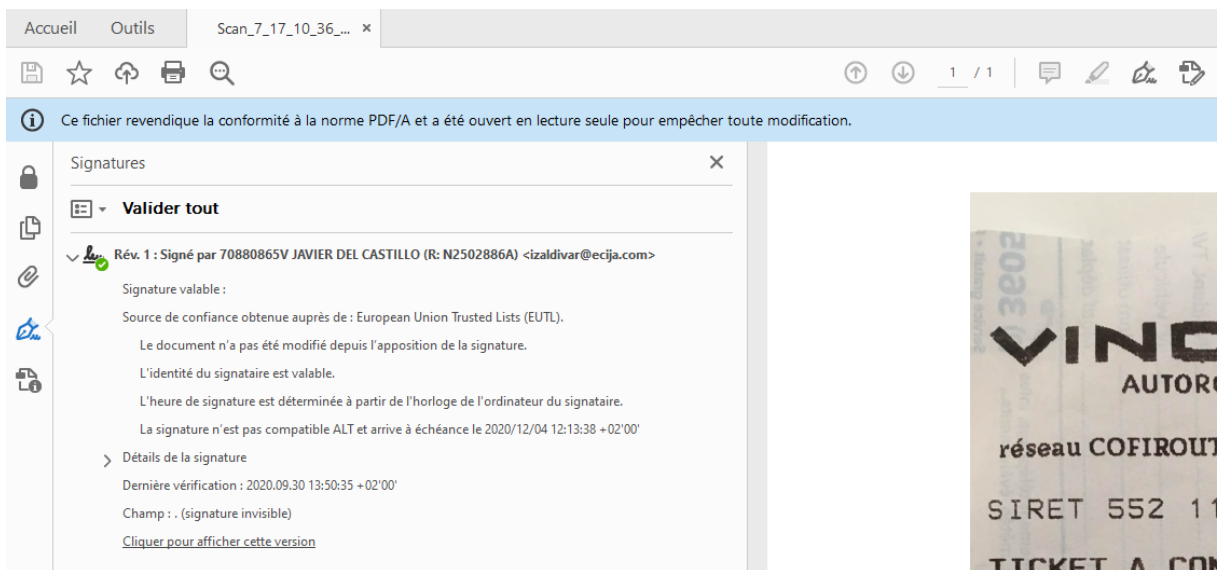 Accueil Outils Scan_7_17_10_36_... ×
1 / 1
Ce fichier revendique la conformité à la norme PDF/A et a été ouvert en lecture seule pour empêcher toute modification.
Signatures
Valider tout
Rév. 1 : Signé par 70880865V JAVIER DEL CASTILLO (R: N2502886A) <izaldivar@ecija.com>
Signature valable :
Source de confiance obtenue auprès de : European Union Trusted Lists (EUTL).
Le document n'a pas été modifié depuis l'apposition de la signature.
L'identité du signataire est valable.
L'heure de signature est déterminée à partir de l'horloge de l'ordinateur du signataire.
La signature n'est pas compatible ALT et arrive à échéance le 2020/12/04 12:13:38 +02'00'
Détails de la signature
Dernière vérification : 2020.09.30 13:50:35 +02'00'
Champ : . (signature invisible)
Cliquer pour afficher cette version
3605
Service gratuit
VINC
AUTORO
réseau COFIROUT
SIRET 552 11
TICKET A CON